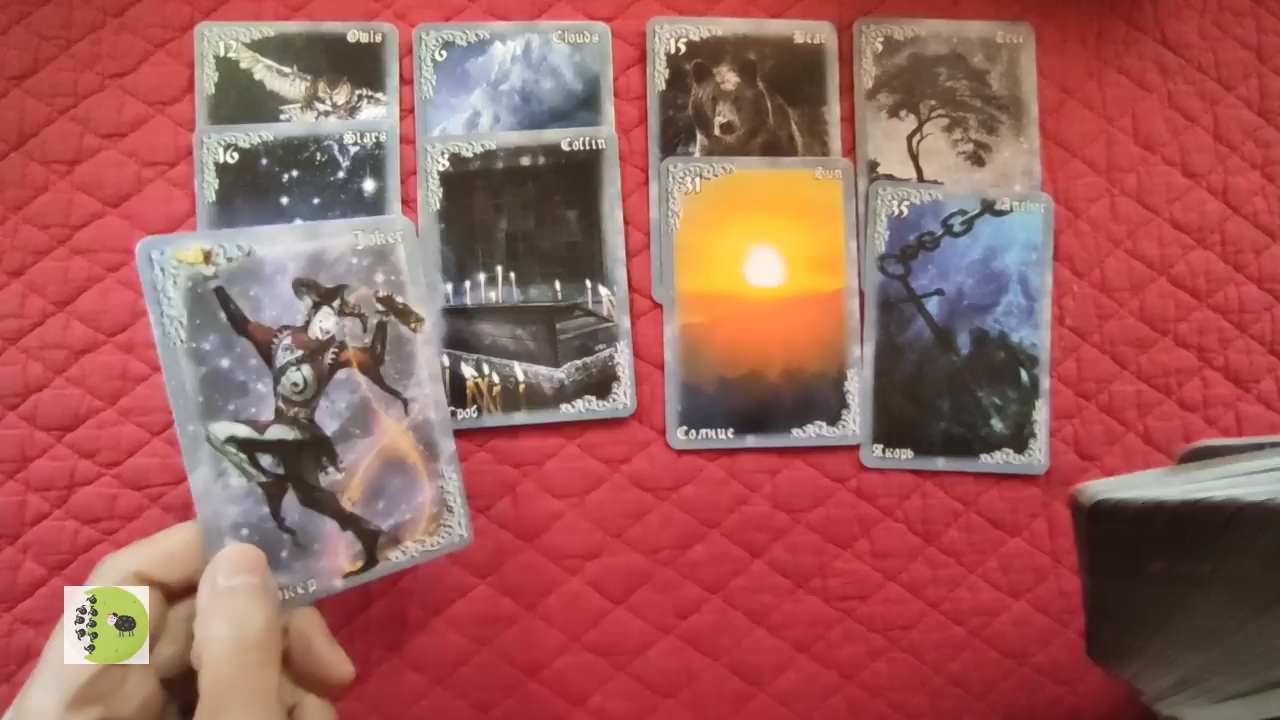 12 Owls
6 Clouds
15 Bear
5 Tree
16 Stars
8 Coffin
Гроб
31 Sun
Солнце
35 Anchor
Якорь
Joker